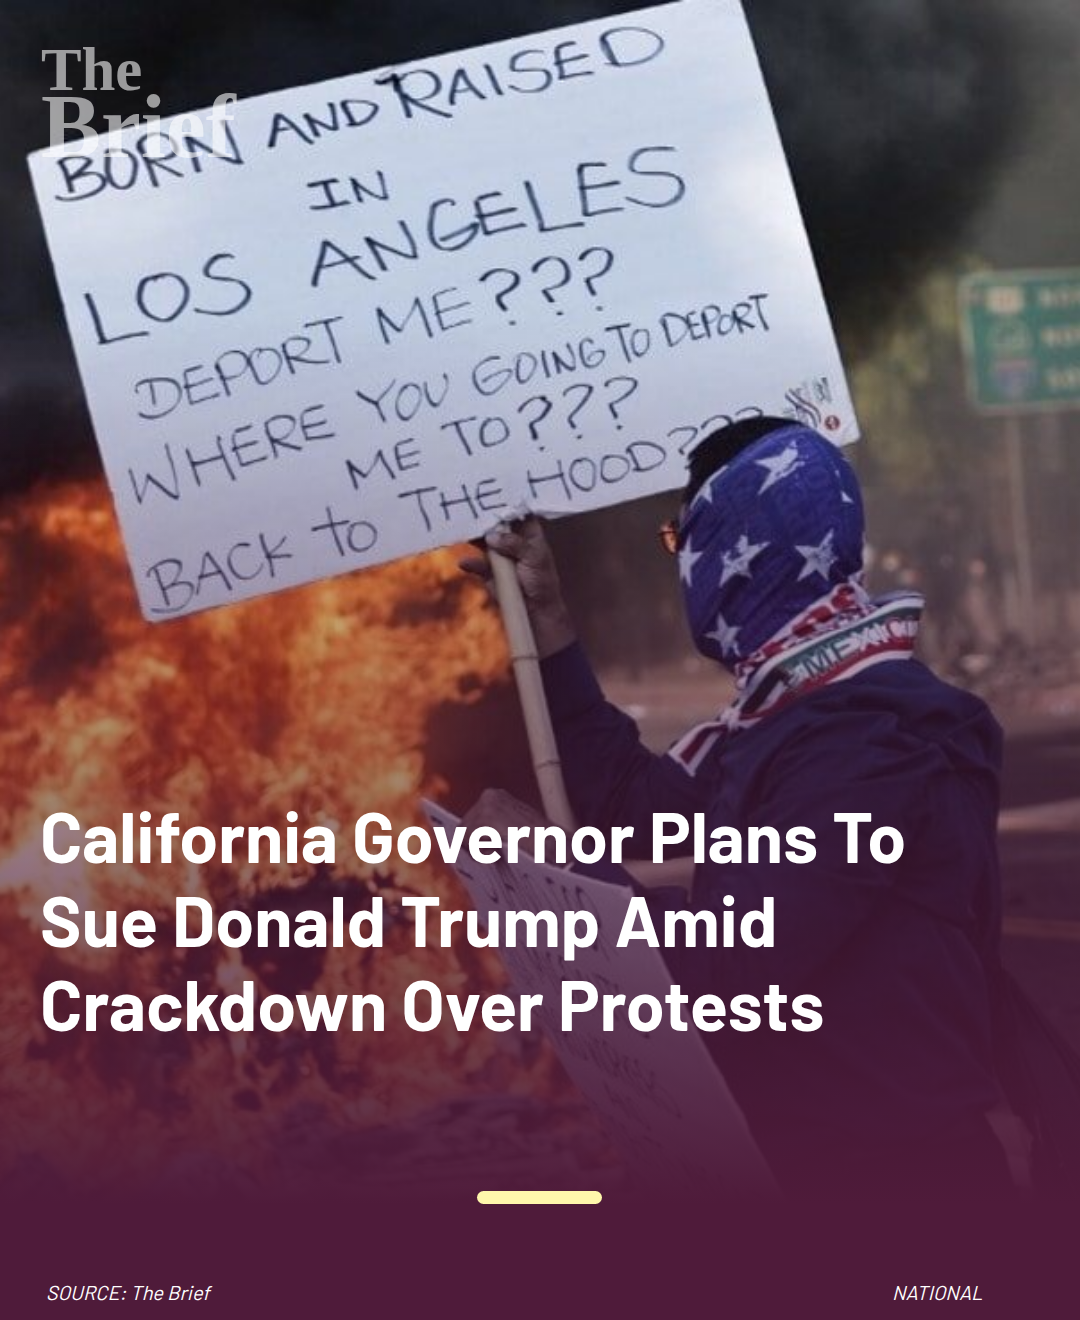 The
Brief
BORN AND RAISED
IN
LOS ANGELES
DEPORT ME???
WHERE YOU GOING TO DEPORT
ME TO???
BACK to THE HOOD???
MEXICO
California Governor Plans To
Sue Donald Trump Amid
Crackdown Over Protests
SOURCE: The Brief
NATIONAL